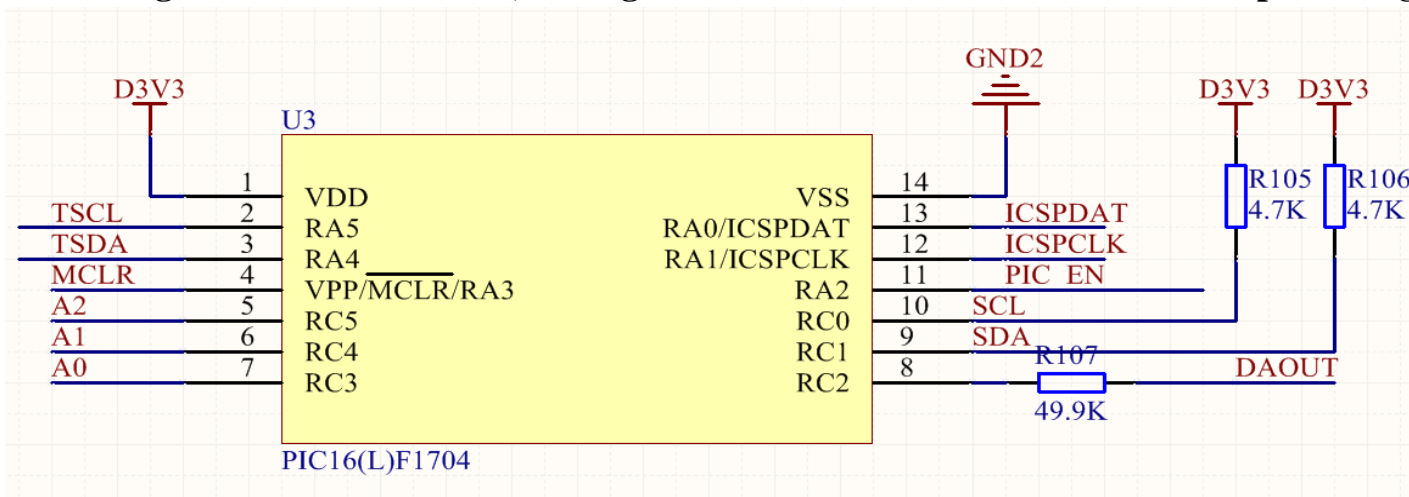 GND2
D3V3
D3V3 D3V3
U3
1 VDD VSS 14
R105 R106
4.7K 4.7K
TSCL 2 RA5 RA0/ICSPDAT 13 ICSPDAT
TSDA 3 RA4 RA1/ICSPCLK 12 ICSPCLK
MCLR 4 VPP/MCLR/RA3 RA2 11 PIC EN
A2 5 RC5 RC0 10 SCL
A1 6 RC4 RC1 9 SDA
R107
A0 7 RC3 RC2 8 DAOUT
49.9K
PIC16(L)F1704